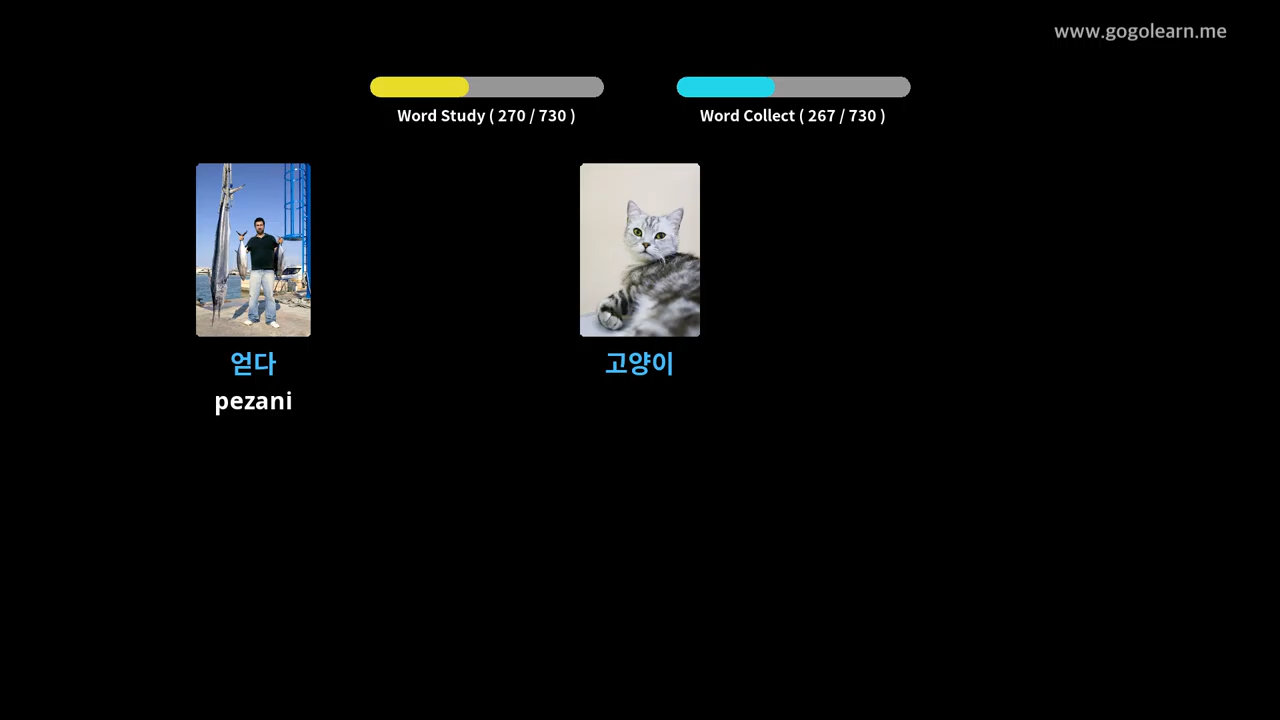 www.gogolearn.me
Word Study ( 270 / 730 )
Word Collect ( 267 / 730 )
얻다
pezani
고양이